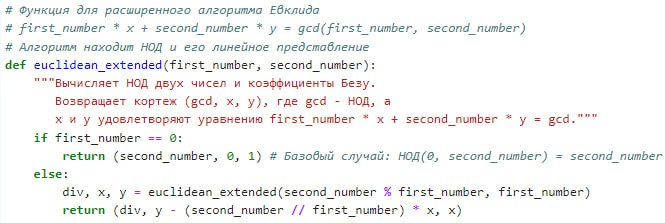 # Функция для расширенного алгоритма Евклида
# first_number * x + second_number * y = gcd(first_number, second_number)
# Алгоритм находит НОД и его линейное представление
def euclidean_extended(first_number, second_number):
    """Вычисляет НОД двух чисел и коэффициенты Безу.
       Возвращает кортеж (gcd, x, y), где gcd - НОД, а
       x и y удовлетворяют уравнению first_number * x + second_number * y = gcd."""
    if first_number == 0:
        return (second_number, 0, 1) # Базовый случай: НОД(0, second_number) = second_number
    else:
        div, x, y = euclidean_extended(second_number % first_number, first_number)
        return (div, y - (second_number // first_number) * x, x)